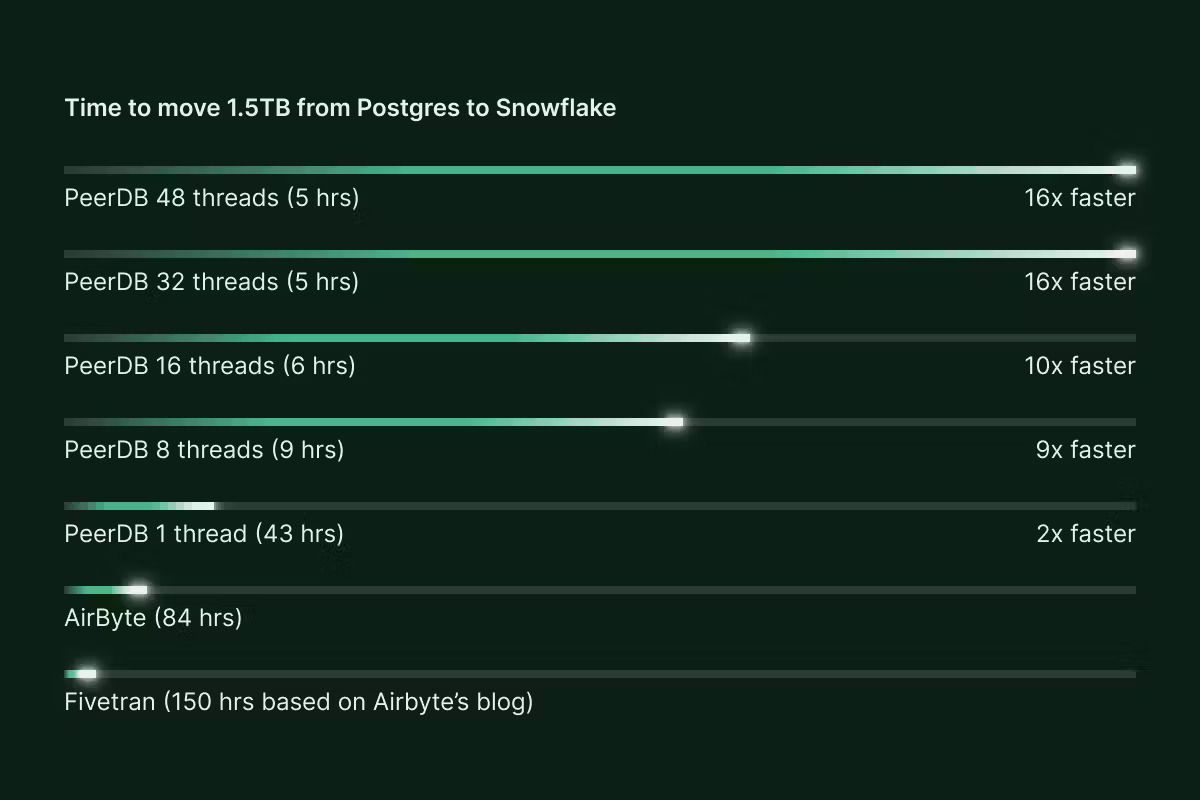 Time to move 1.5TB from Postgres to Snowflake
PeerDB 48 threads (5 hrs)
16x faster
PeerDB 32 threads (5 hrs)
16x faster
PeerDB 16 threads (6 hrs)
10x faster
PeerDB 8 threads (9 hrs)
9x faster
PeerDB 1 thread (43 hrs)
2x faster
AirByte (84 hrs)
Fivetran (150 hrs based on Airbyte’s blog)